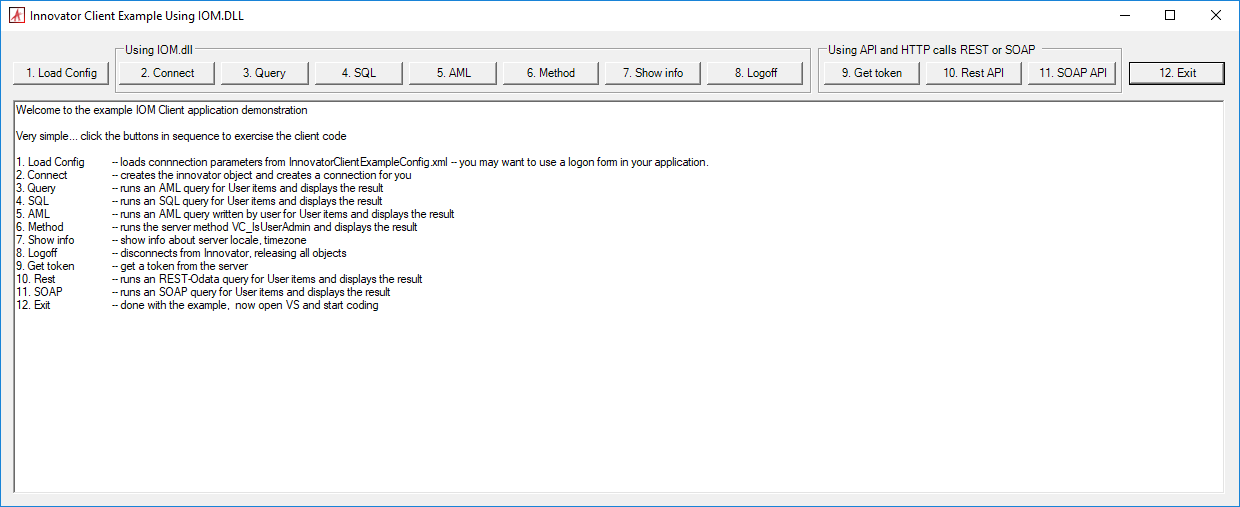 Innovator Client Example Using IOM.DLL
Using IOM.dll
Using API and HTTP calls REST or SOAP
1. Load Config
2. Connect
3. Query
4. SQL
5. AML
6. Method
7. Show info
8. Logoff
9. Get token
10. Rest API
11. SOAP API
12. Exit
Welcome to the example IOM Client application demonstration
Very simple... click the buttons in sequence to exercise the client code
1. Load Config -- loads connnection parameters from InnovatorClientExampleConfig.xml -- you may want to use a logon form in your application.
2. Connect -- creates the innovator object and creates a connection for you
3. Query -- runs an AML query for User items and displays the result
4. SQL -- runs an SQL query for User items and displays the result
5. AML -- runs an AML query written by user for User items and displays the result
6. Method -- runs the server method VC_IsUserAdmin and displays the result
7. Show info -- show info about server locale, timezone
8. Logoff -- disconnects from Innovator, releasing all objects
9. Get token -- get a token from the server
10. Rest -- runs an REST-Odata query for User items and displays the result
11. SOAP -- runs an SOAP query for User items and displays the result
12. Exit -- done with the example, now open VS and start coding